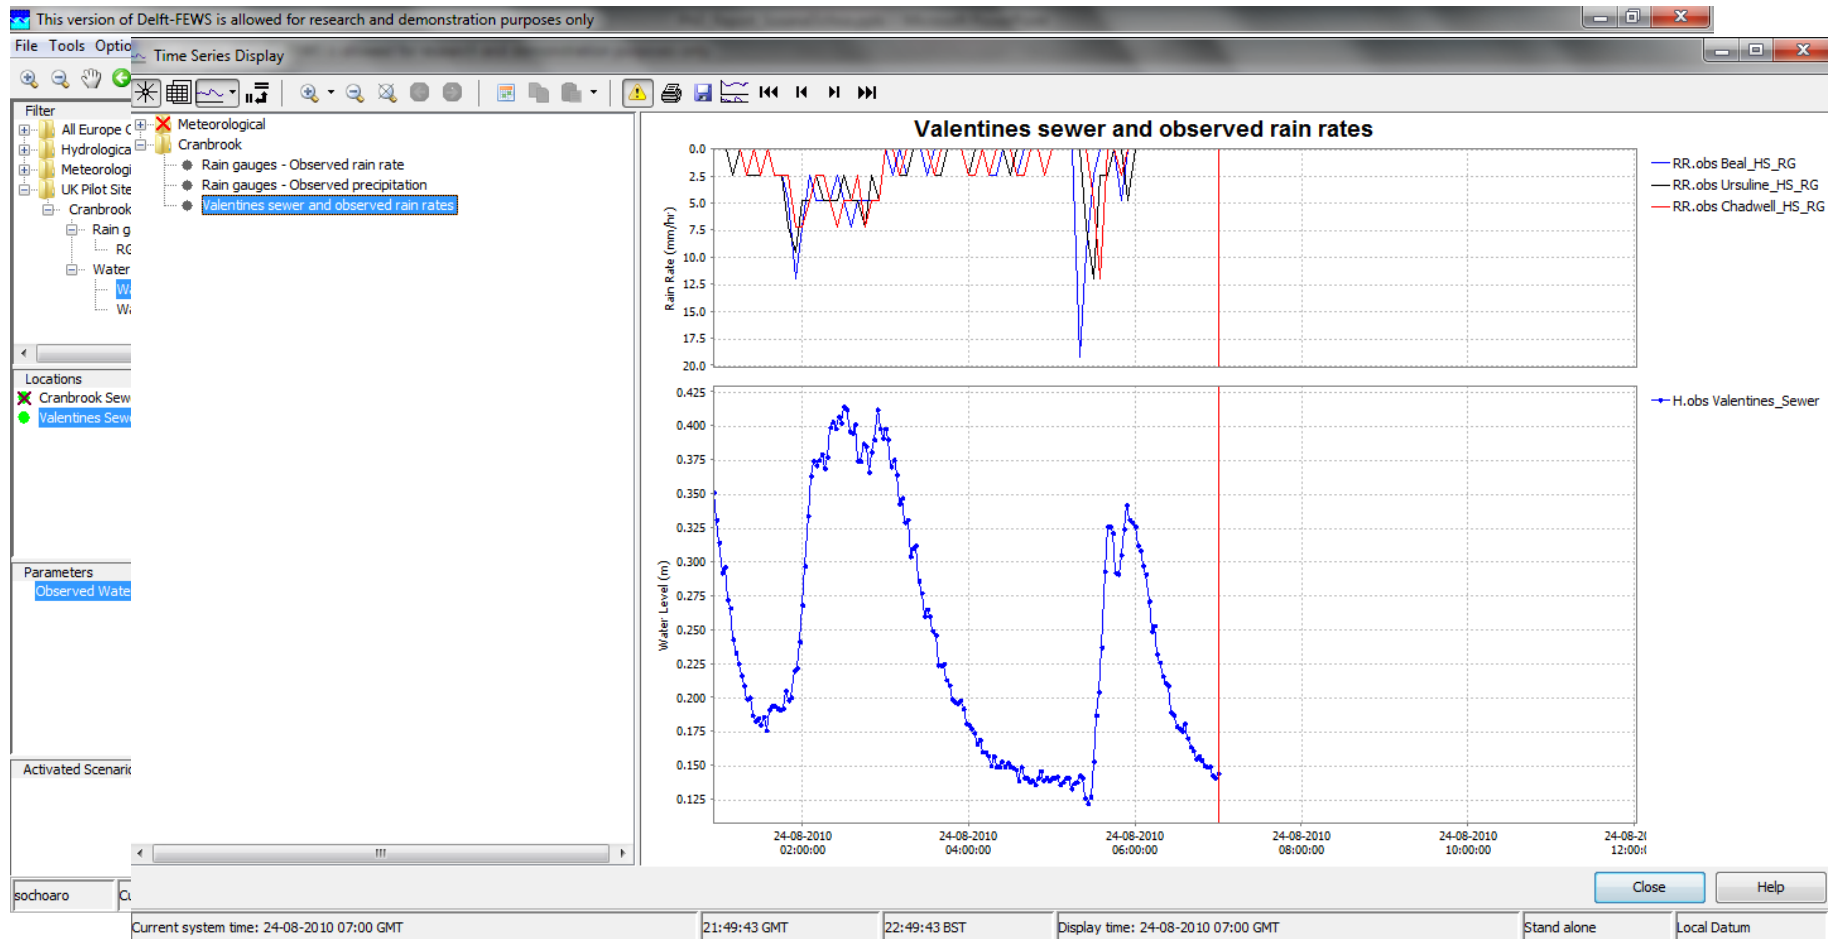 This version of Delft-FEWS is allowed for research and demonstration purposes only
File Tools Optio
Time Series Display
Filter
All Europe
Hydrologica
Meteorologi
UK Pilot Site
Cranbrook
Rain g
RG
Water
Wa
Wa
Locations
Cranbrook Sew
Valentines Sew
Parameters
Observed Wate
Activated Scenari
sochoaro
Cu
Meteorological
Cranbrook
Rain gauges - Observed rain rate
Rain gauges - Observed precipitation
Valentines sewer and observed rain rates
Valentines sewer and observed rain rates
Rain Rate (mm/hr)
0.0
2.5
5.0
7.5
10.0
12.5
15.0
17.5
20.0
RR.obs Beal_HS_RG
RR.obs Ursuline_HS_RG
RR.obs Chadwell_HS_RG
Water Level (m)
0.425
0.400
0.375
0.350
0.325
0.300
0.275
0.250
0.225
0.200
0.175
0.150
0.125
H.obs Valentines_Sewer
24-08-2010 24-08-2010 24-08-2010 24-08-2010 24-08-2010 24-08-2(
02:00:00 04:00:00 06:00:00 08:00:00 10:00:00 12:00:(
Close Help
Current system time: 24-08-2010 07:00 GMT 21:49:43 GMT 22:49:43 BST Display time: 24-08-2010 07:00 GMT Stand alone Local Datum